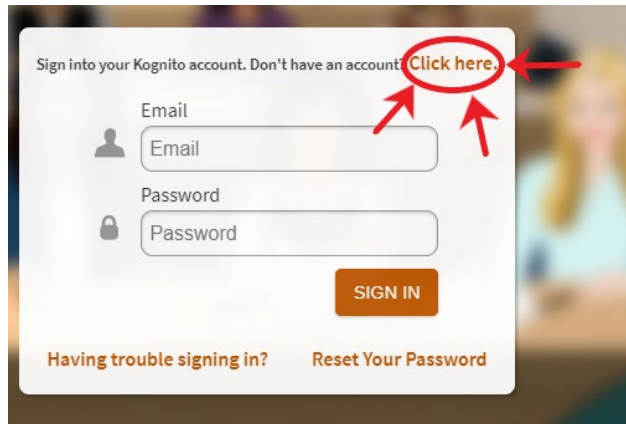 Sign into your Kognito account. Don't have an account? Click here.
Email
Email
Password
Password
SIGN IN
Having trouble signing in? Reset Your Password